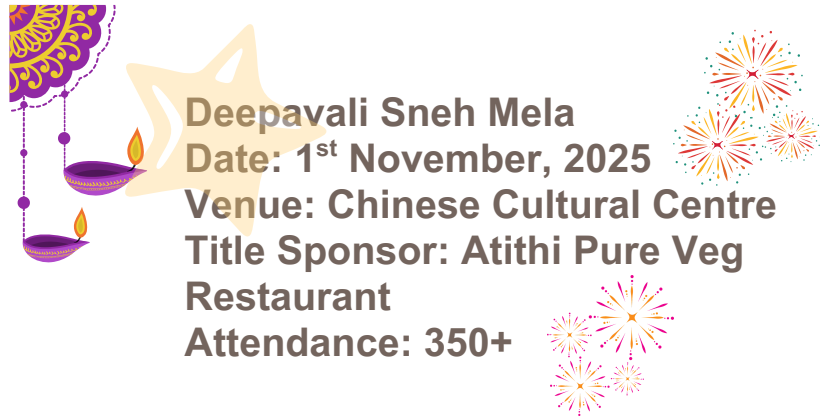 Deepavali Sneh Mela
Date: 1st November, 2025
Venue: Chinese Cultural Centre
Title Sponsor: Atithi Pure Veg
Restaurant
Attendance: 350+